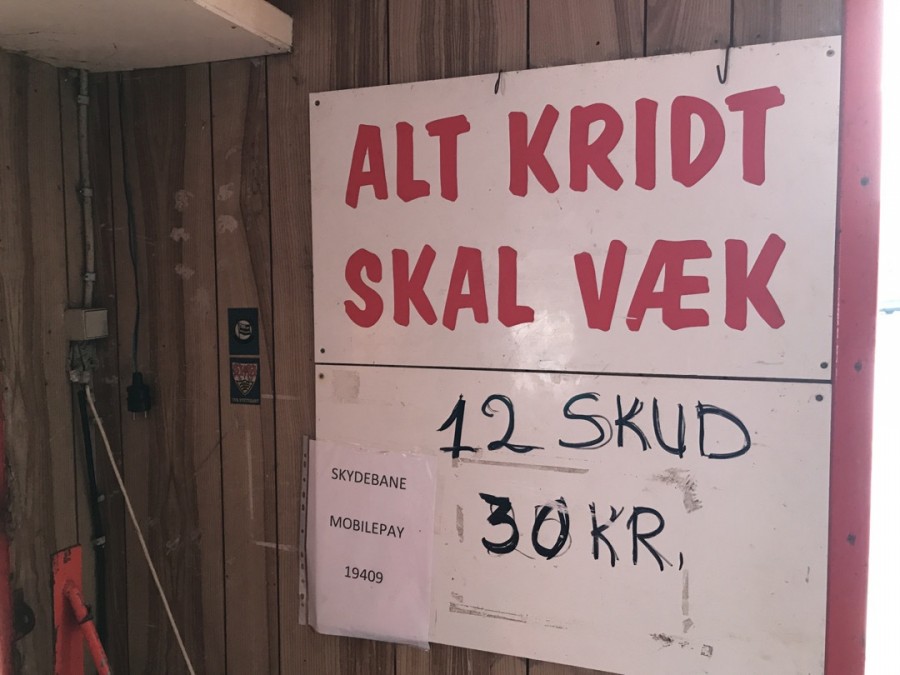 ALT KRIDT
SKAL VÆK
12 SKUD
30 KR.
SKYDEBANE
MOBILEPAY
19409